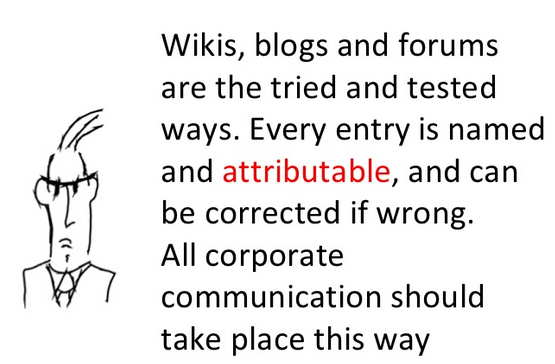 Wikis, blogs and forums
are the tried and tested
ways. Every entry is named
and attributable, and can
be corrected if wrong.
All corporate
communication should
take place this way